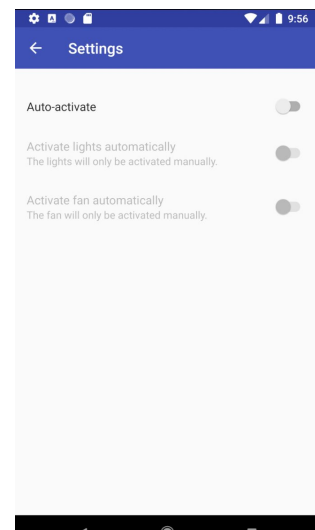 9:56
Settings
Auto-activate
Activate lights automatically
The lights will only be activated manually.
Activate fan automatically
The fan will only be activated manually.